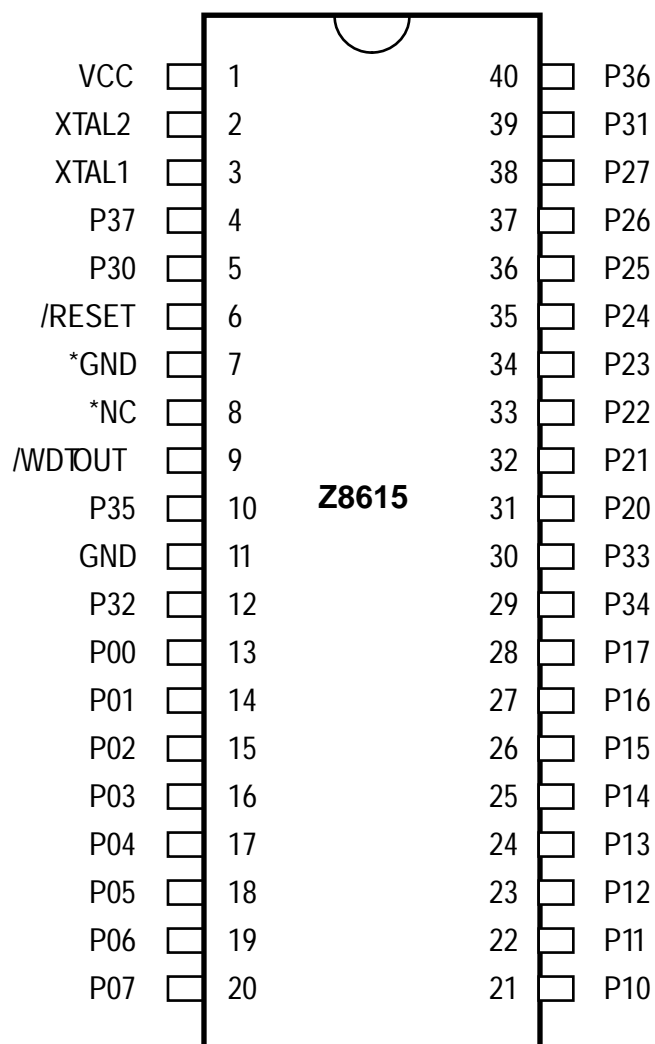 VCC 1 40 P36
XTAL2 2 39 P31
XTAL1 3 38 P27
P37 4 37 P26
P30 5 36 P25
/RESET 6 35 P24
*GND 7 34 P23
*NC 8 33 P22
/WDTOUT 9 32 P21
Z8615
P35 10 31 P20
GND 11 30 P33
P32 12 29 P34
P00 13 28 P17
P01 14 27 P16
P02 15 26 P15
P03 16 25 P14
P04 17 24 P13
P05 18 23 P12
P06 19 22 P11
P07 20 21 P10